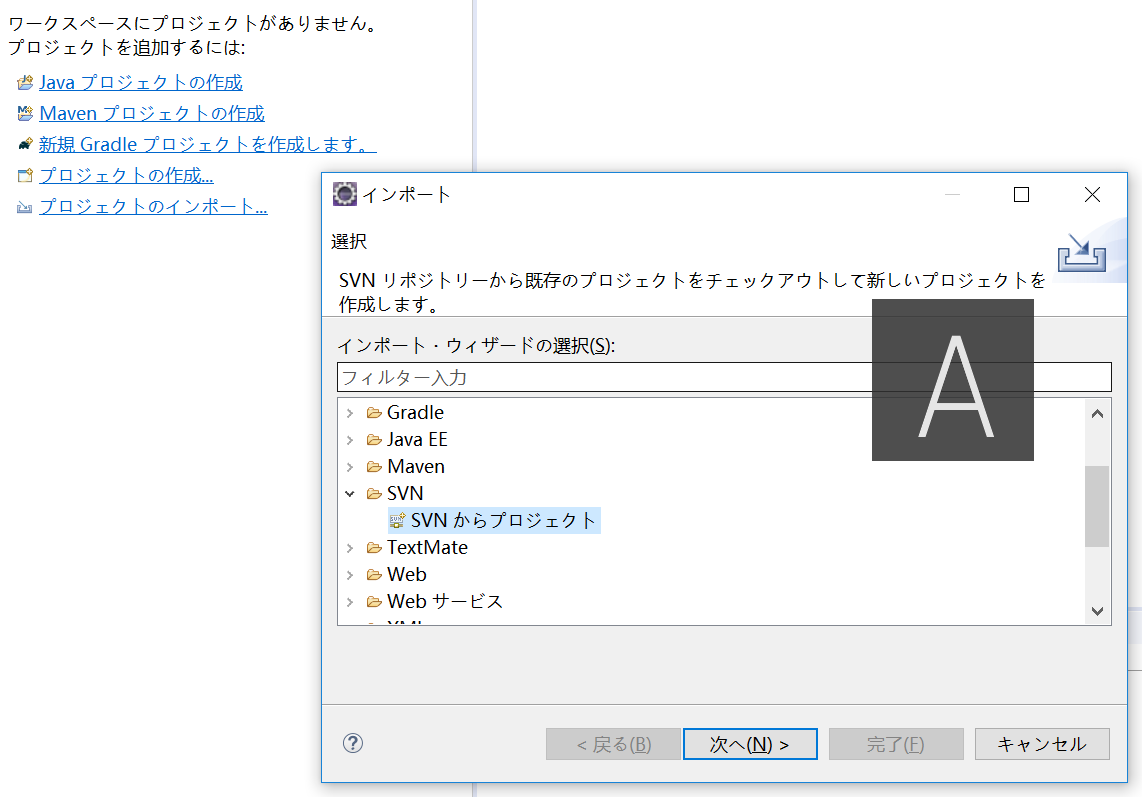 ワークスペースにプロジェクトがありません。
プロジェクトを追加するには:
Java プロジェクトの作成
Maven プロジェクトの作成
新規 Gradle プロジェクトを作成します。
プロジェクトの作成...
プロジェクトのインポート...
インポート
選択
SVN リポジトリーから既存のプロジェクトをチェックアウトして新しいプロジェクトを
作成します。
インポート・ウィザードの選択(S):
フィルター入力
A
Gradle
Java EE
Maven
SVN
SVN からプロジェクト
TextMate
Web
Web サービス
< 戻る(B)
次へ(N) >
完了(F)
キャンセル